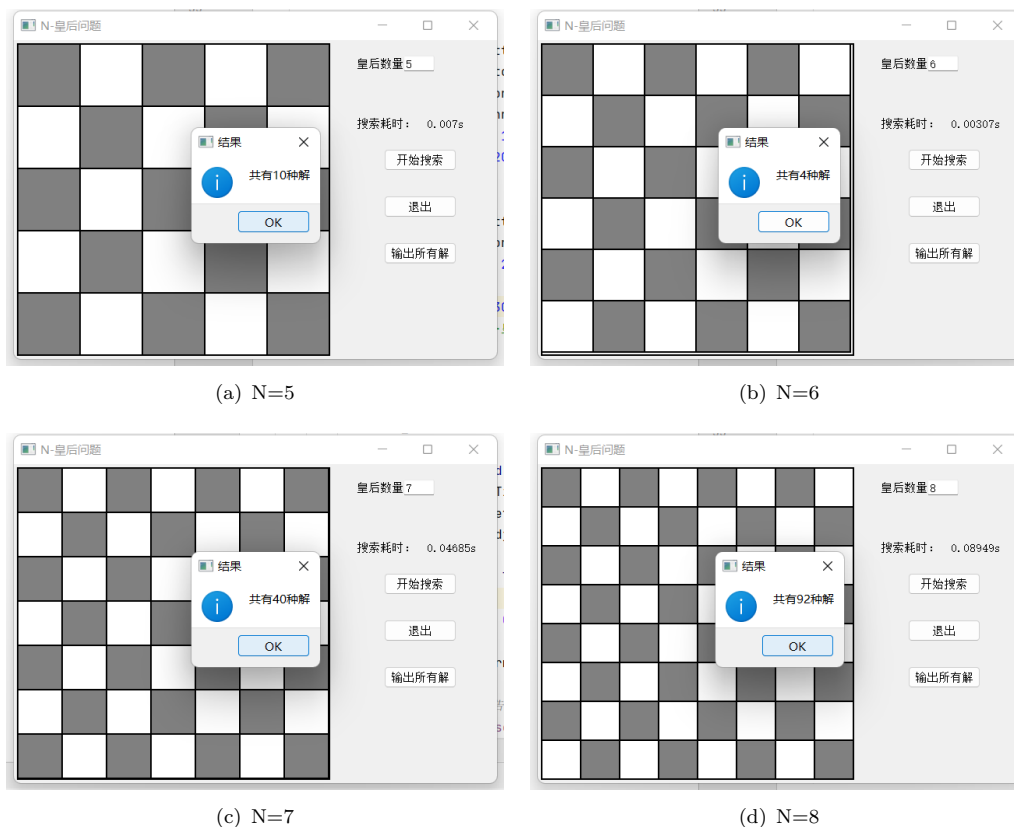 N-皇后问题
皇后数量5
搜索耗时： 0.007s
结果
共有10种解
OK
开始搜索
退出
输出所有解
(a) N=5
N-皇后问题
皇后数量6
搜索耗时： 0.00307s
结果
共有4种解
OK
开始搜索
退出
输出所有解
(b) N=6
N-皇后问题
皇后数量7
搜索耗时： 0.04685s
结果
共有40种解
OK
开始搜索
退出
输出所有解
(c) N=7
N-皇后问题
皇后数量8
搜索耗时： 0.08949s
结果
共有92种解
OK
开始搜索
退出
输出所有解
(d) N=8